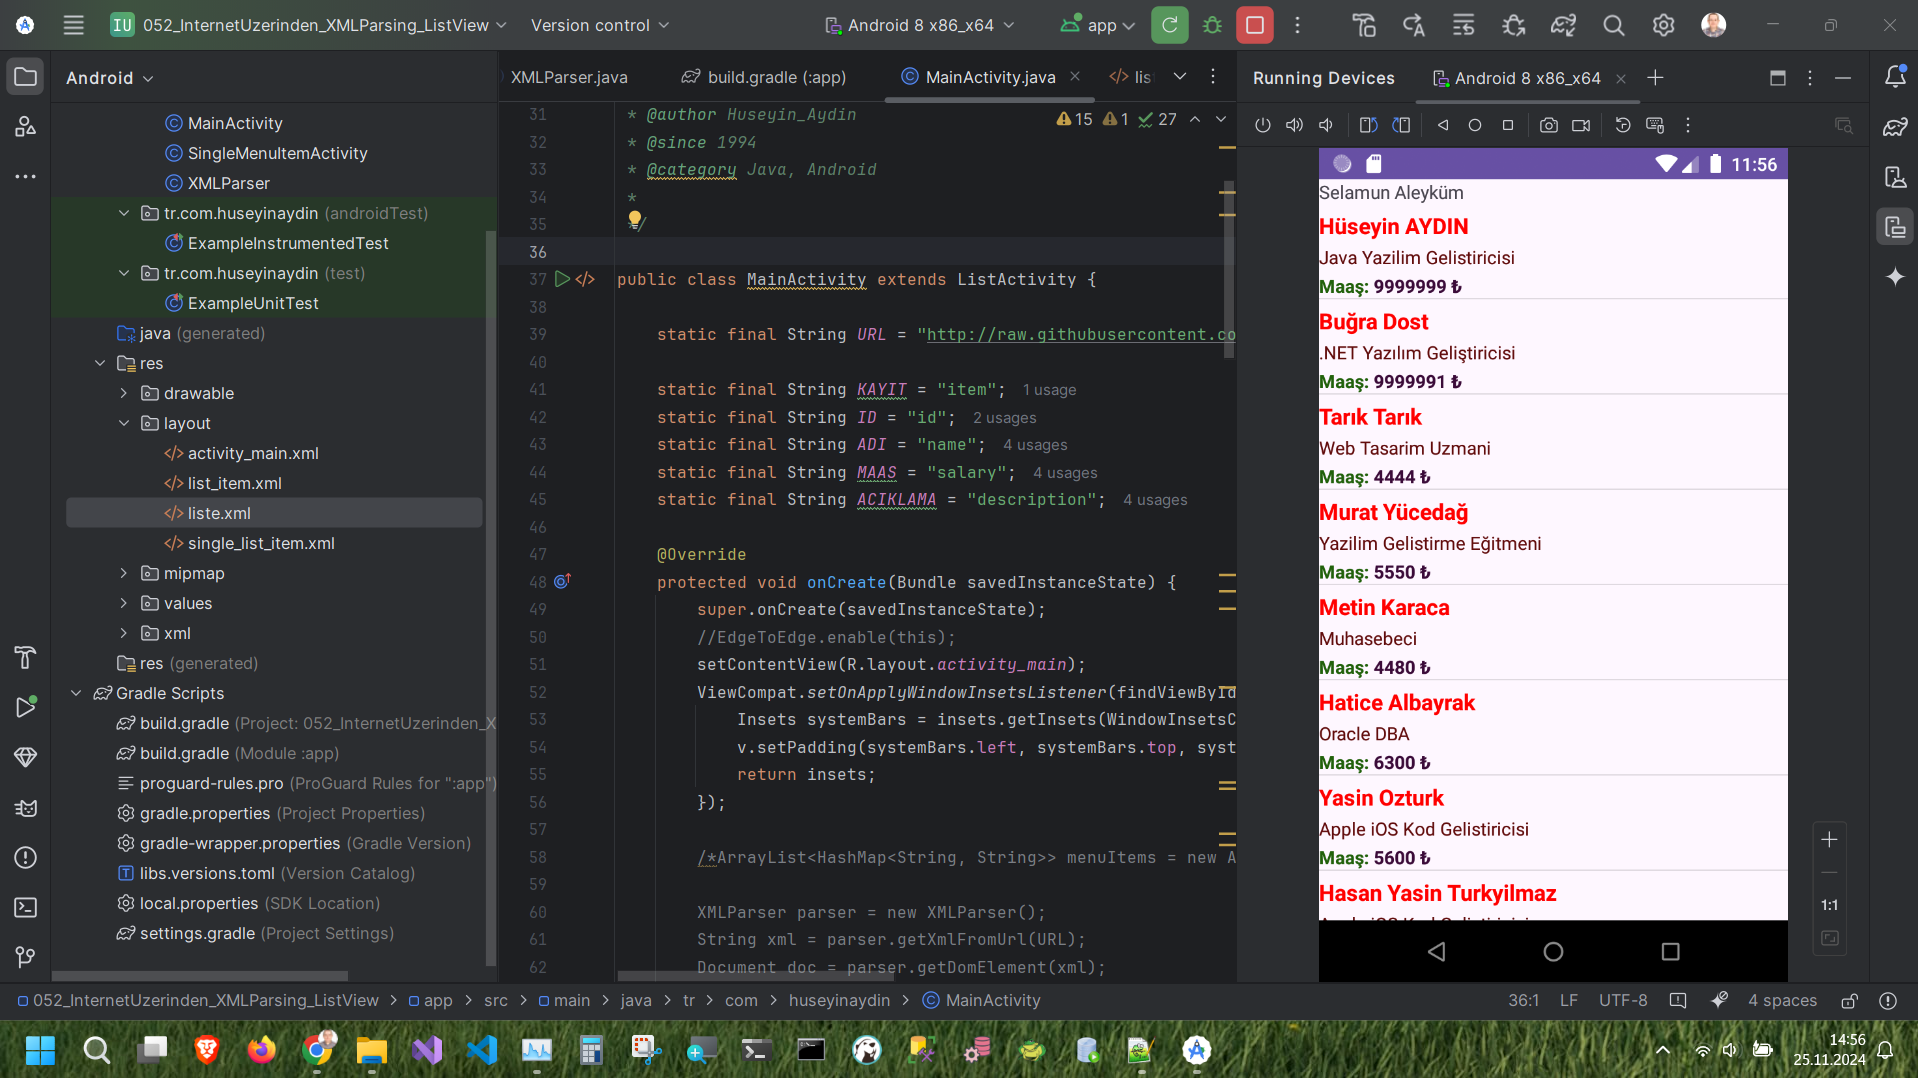 IU 052_InternetUzerinden_XMLParsing_ListView Version control Android 8 x86_x64 app
Android
MainActivity
SingleMenuItemActivity
XMLParser
tr.com.huseyinaydin (androidTest)
ExampleInstrumentedTest
tr.com.huseyinaydin (test)
ExampleUnitTest
java (generated)
res
drawable
layout
activity_main.xml
list_item.xml
liste.xml
single_list_item.xml
mipmap
values
xml
res (generated)
Gradle Scripts
build.gradle (Project: 052_InternetUzerinden_X
build.gradle (Module :app)
proguard-rules.pro (ProGuard Rules for ":app")
gradle.properties (Project Properties)
gradle-wrapper.properties (Gradle Version)
libs.versions.toml (Version Catalog)
local.properties (SDK Location)
settings.gradle (Project Settings)
XMLParser.java build.gradle (:app) MainActivity.java lis
15 1 27
31 * @author Huseyin_Aydin
32 * @since 1994
33 * @category Java, Android
34 *
35 */
36
37 public class MainActivity extends ListActivity {
38
39 static final String URL = "http://raw.githubusercontent.co
40
41 static final String KAYIT = "item"; 1 usage
42 static final String ID = "id"; 2 usages
43 static final String ADI = "name"; 4 usages
44 static final String MAAS = "salary"; 4 usages
45 static final String ACIKLAMA = "description"; 4 usages
46
47 @Override
48 protected void onCreate(Bundle savedInstanceState) {
49 super.onCreate(savedInstanceState);
50 //EdgeToEdge.enable(this);
51 setContentView(R.layout.activity_main);
52 ViewCompat.setOnApplyWindowInsetsListener(findViewById
53 Insets systemBars = insets.getInsets(WindowInsetsC
54 v.setPadding(systemBars.left, systemBars.top, syst
55 return insets;
56 });
57
58 /*ArrayList<HashMap<String, String>> menuItems = new A
59
60 XMLParser parser = new XMLParser();
61 String xml = parser.getXmlFromUrl(URL);
62 Document doc = parser.getDomElement(xml);
Running Devices Android 8 x86_x64
11:56
Selamun Aleyküm
Hüseyin AYDIN
Java Yazilim Gelistiricisi
Maaş: 9999999 ₺
Buğra Dost
.NET Yazılım Geliştiricisi
Maaş: 9999991 ₺
Tarık Tarık
Web Tasarim Uzmani
Maaş: 4444 ₺
Murat Yücedağ
Yazilim Gelistirme Eğitmeni
Maaş: 5550 ₺
Metin Karaca
Muhasebeci
Maaş: 4480 ₺
Hatice Albayrak
Oracle DBA
Maaş: 6300 ₺
Yasin Ozturk
Apple iOS Kod Gelistiricisi
Maaş: 5600 ₺
Hasan Yasin Turkyilmaz
1:1
052_InternetUzerinden_XMLParsing_ListView > app > src > main > java > tr > com > huseyinaydin > MainActivity
36:1 LF UTF-8 4 spaces
14:56
25.11.2024